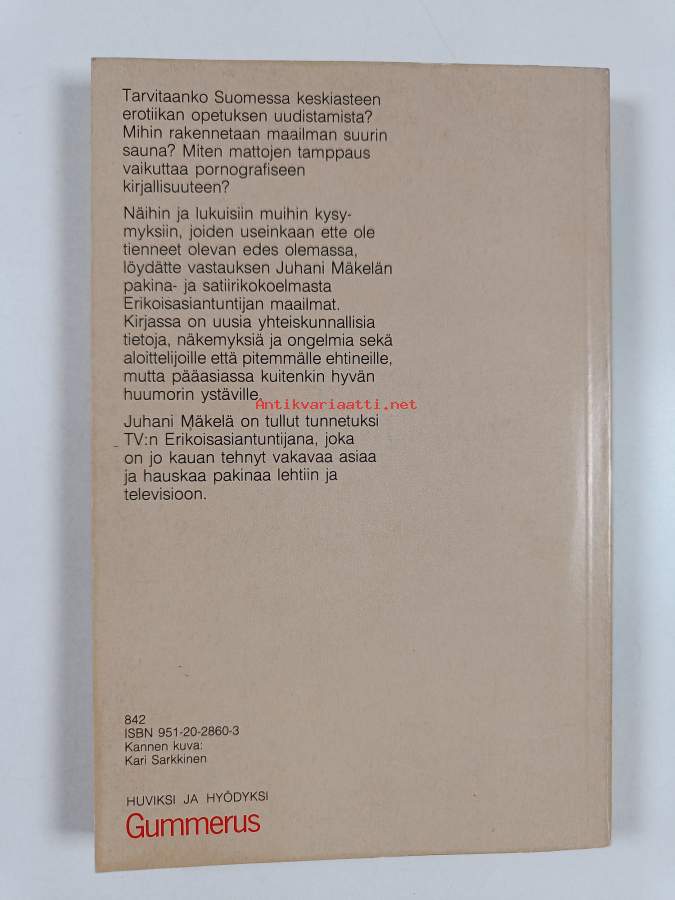 Tarvitaanko Suomessa keskiasteen
erotiikan opetuksen uudistamista?
Mihin rakennetaan maailman suurin
sauna? Miten mattojen tamppaus
vaikuttaa pornografiseen
kirjallisuuteen?
Näihin ja lukuisiin muihin kysy-
myksiin, joiden useinkaan ette ole
tienneet olevan edes olemassa,
löydätte vastauksen Juhani Mäkelän
pakina- ja satiirikokoelmasta
Erikoisasiantuntijan maailmat.
Kirjassa on uusia yhteiskunnallisia
tietoja, näkemyksiä ja ongelmia sekä
aloittelijoille että pitemmälle ehtineille,
mutta pääasiassa kuitenkin hyvän
huumorin ystäville.
Antikvariaatti.net
Juhani Mäkelä on tullut tunnetuksi
TV:n Erikoisasiantuntijana, joka
on jo kauan tehnyt vakavaa asiaa
ja hauskaa pakinaa lehtiin ja
televisioon.
842
ISBN 951-20-2860-3
Kannen kuva:
Kari Sarkkinen
HUVIKSI JA HYÖDYKSI
Gummerus